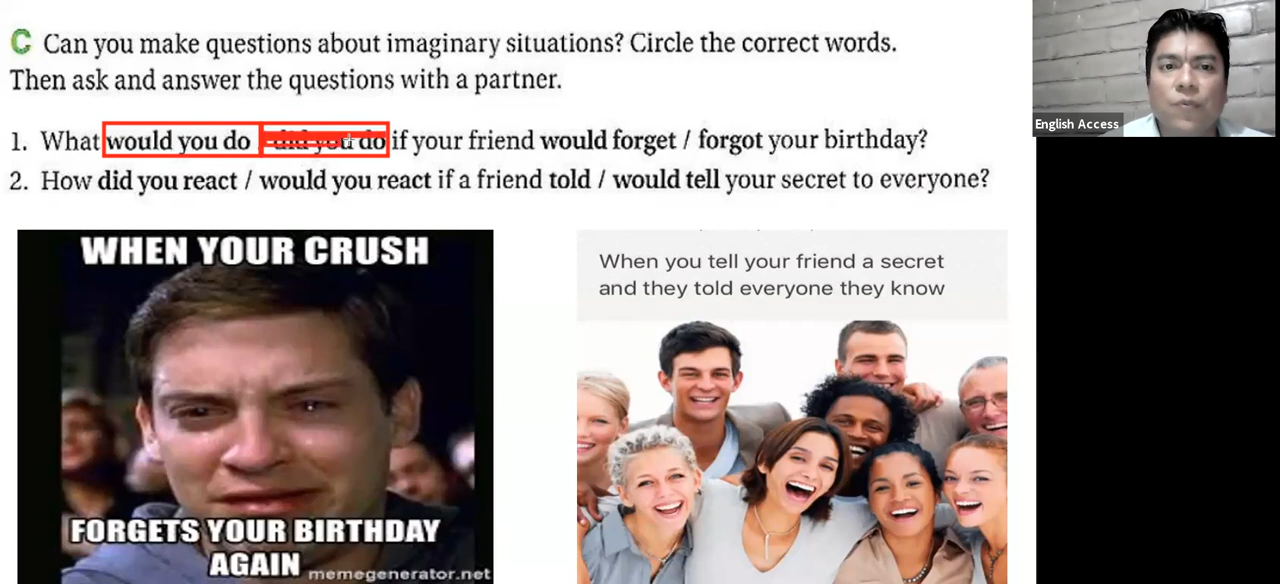 C Can you make questions about imaginary situations? Circle the correct words.
Then ask and answer the questions with a partner.
1. What would you do / did you do if your friend would forget / forgot your birthday?
2. How did you react / would you react if a friend told / would tell your secret to everyone?
English Access
WHEN YOUR CRUSH
FORGETS YOUR BIRTHDAY
AGAIN
memegenerator.net
When you tell your friend a secret
and they told everyone they know